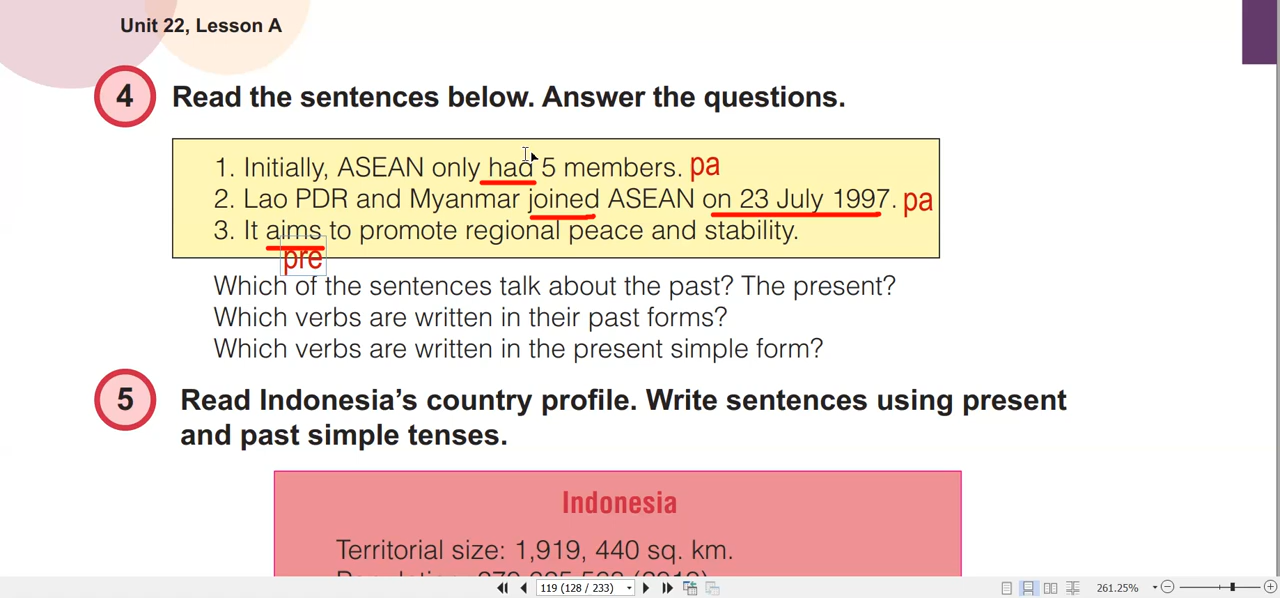 Unit 22, Lesson A
4 Read the sentences below. Answer the questions.
1. Initially, ASEAN only had 5 members. pa
2. Lao PDR and Myanmar joined ASEAN on 23 July 1997. pa
3. It aims to promote regional peace and stability.
pre
Which of the sentences talk about the past? The present?
Which verbs are written in their past forms?
Which verbs are written in the present simple form?
5 Read Indonesia's country profile. Write sentences using present
and past simple tenses.
Indonesia
Territorial size: 1,919, 440 sq. km.
119 (128 / 233)
261.25%